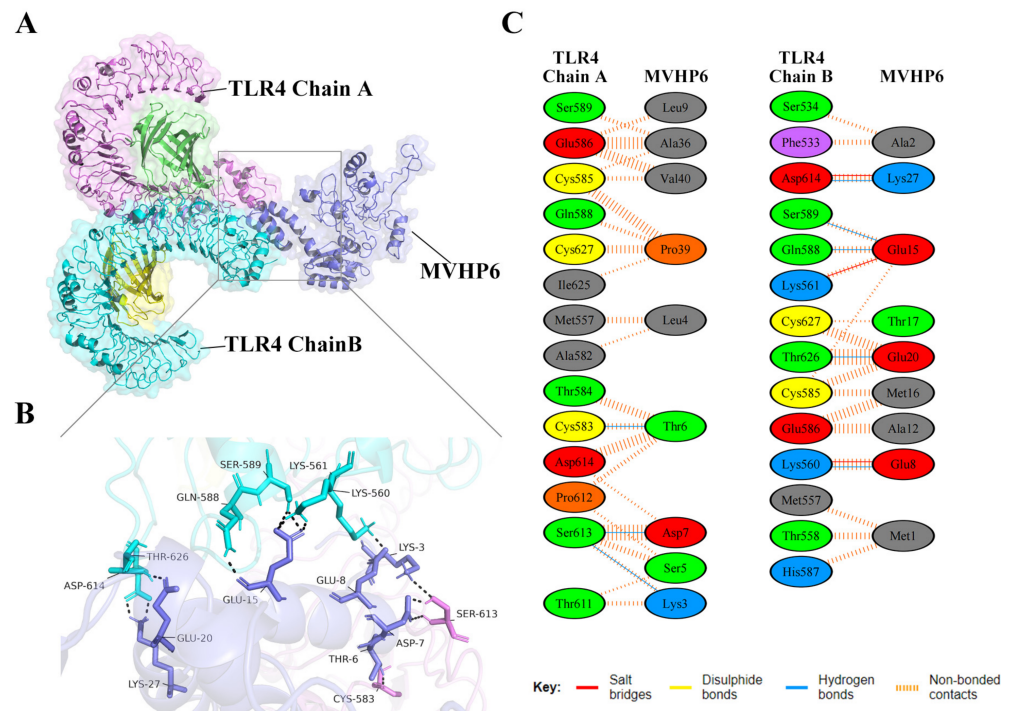 A
TLR4 Chain A
MVHP6
TLR4 ChainB
B
SER-589
LYS-561
GLN-588
LYS-560
THR-626
LYS-3
ASP-614
GLU-8
GLU-15
SER-613
GLU-20
ASP-7
THR-6
LYS-27
CYS-583
C
TLR4
Chain A
MVHP6
Ser589
Leu9
Glu586
Ala36
Cys585
Val40
Gln588
Cys627
Pro39
Ile625
Met557
Leu4
Ala582
Thr584
Cys583
Thr6
Asp614
Pro612
Ser613
Asp7
Ser5
Thr611
Lys3
TLR4
Chain B
MVHP6
Ser534
Phe533
Ala2
Asp614
Lys27
Ser589
Gln588
Glu15
Lys561
Cys627
Thr17
Thr626
Glu20
Cys585
Met16
Glu586
Ala12
Lys560
Glu8
Met557
Thr558
Met1
His587
Key:
Salt
bridges
Disulphide
bonds
Hydrogen
bonds
Non-bonded
contacts